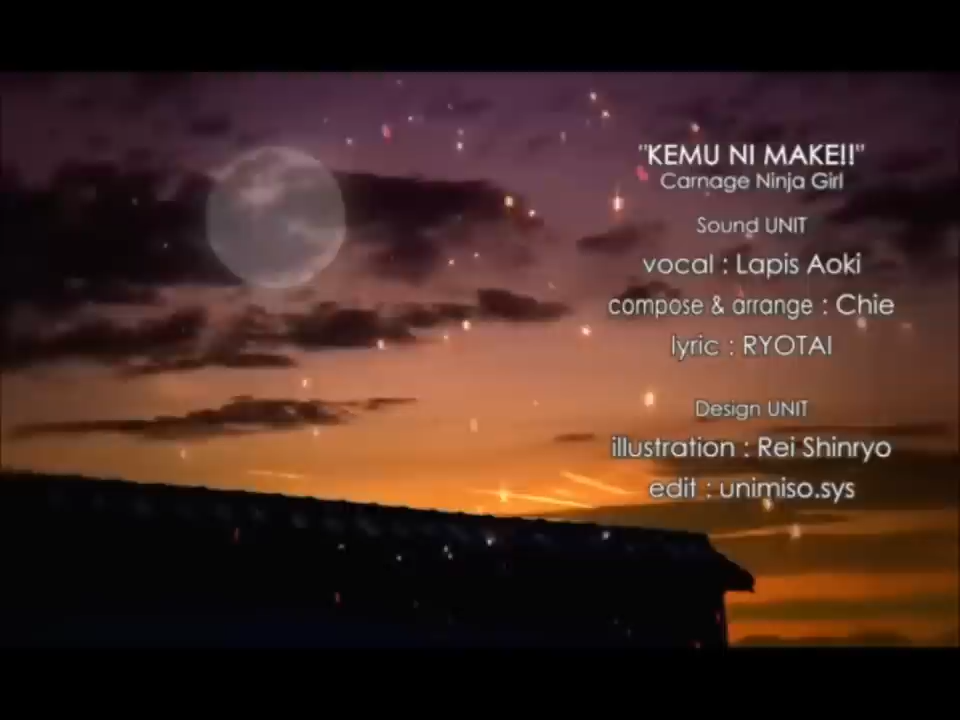 "KEMU NI MAKE!!"
Carnage Ninja Girl
Sound UNIT
vocal : Lapis Aoki
compose & arrange : Chie
lyric : RYOTAI
Design UNIT
illustration : Rei Shinryo
edit : unimiso.sys